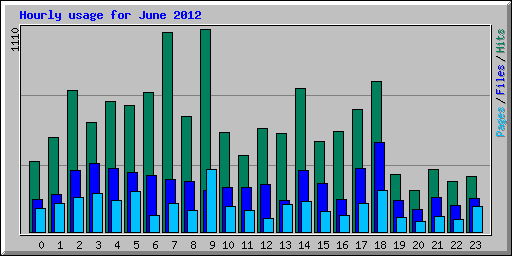 Hourly usage for June 2012
1110
Pages / Files / Hits
0 1 2 3 4 5 6 7 8 9 10 11 12 13 14 15 16 17 18 19 20 21 22 23